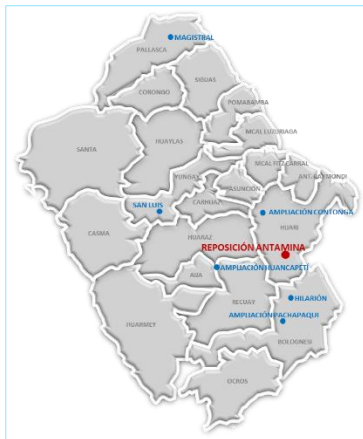 MAGISTRAL
PALLASCA
SIHUAS
CORONGO
POMABAMBA
HUAYLAS
MCAL LUZURIAGA
SANTA
MCAL FITZCARRAL
YUNGAY
ANT. RAYMONDI
ASUNCIÓN
SAN LUIS
CARHUAZ
AMPLIACIÓN CONTONGA
CASMA
HUARI
HUARAZ
REPOSICIÓN ANTAMINA
AIJA
AMPLIACIÓN HUANCAPETÍ
RECUAY
HILARIÓN
HUARMEY
AMPLIACIÓN PACHAPAQUI
BOLOGNESI
OCROS